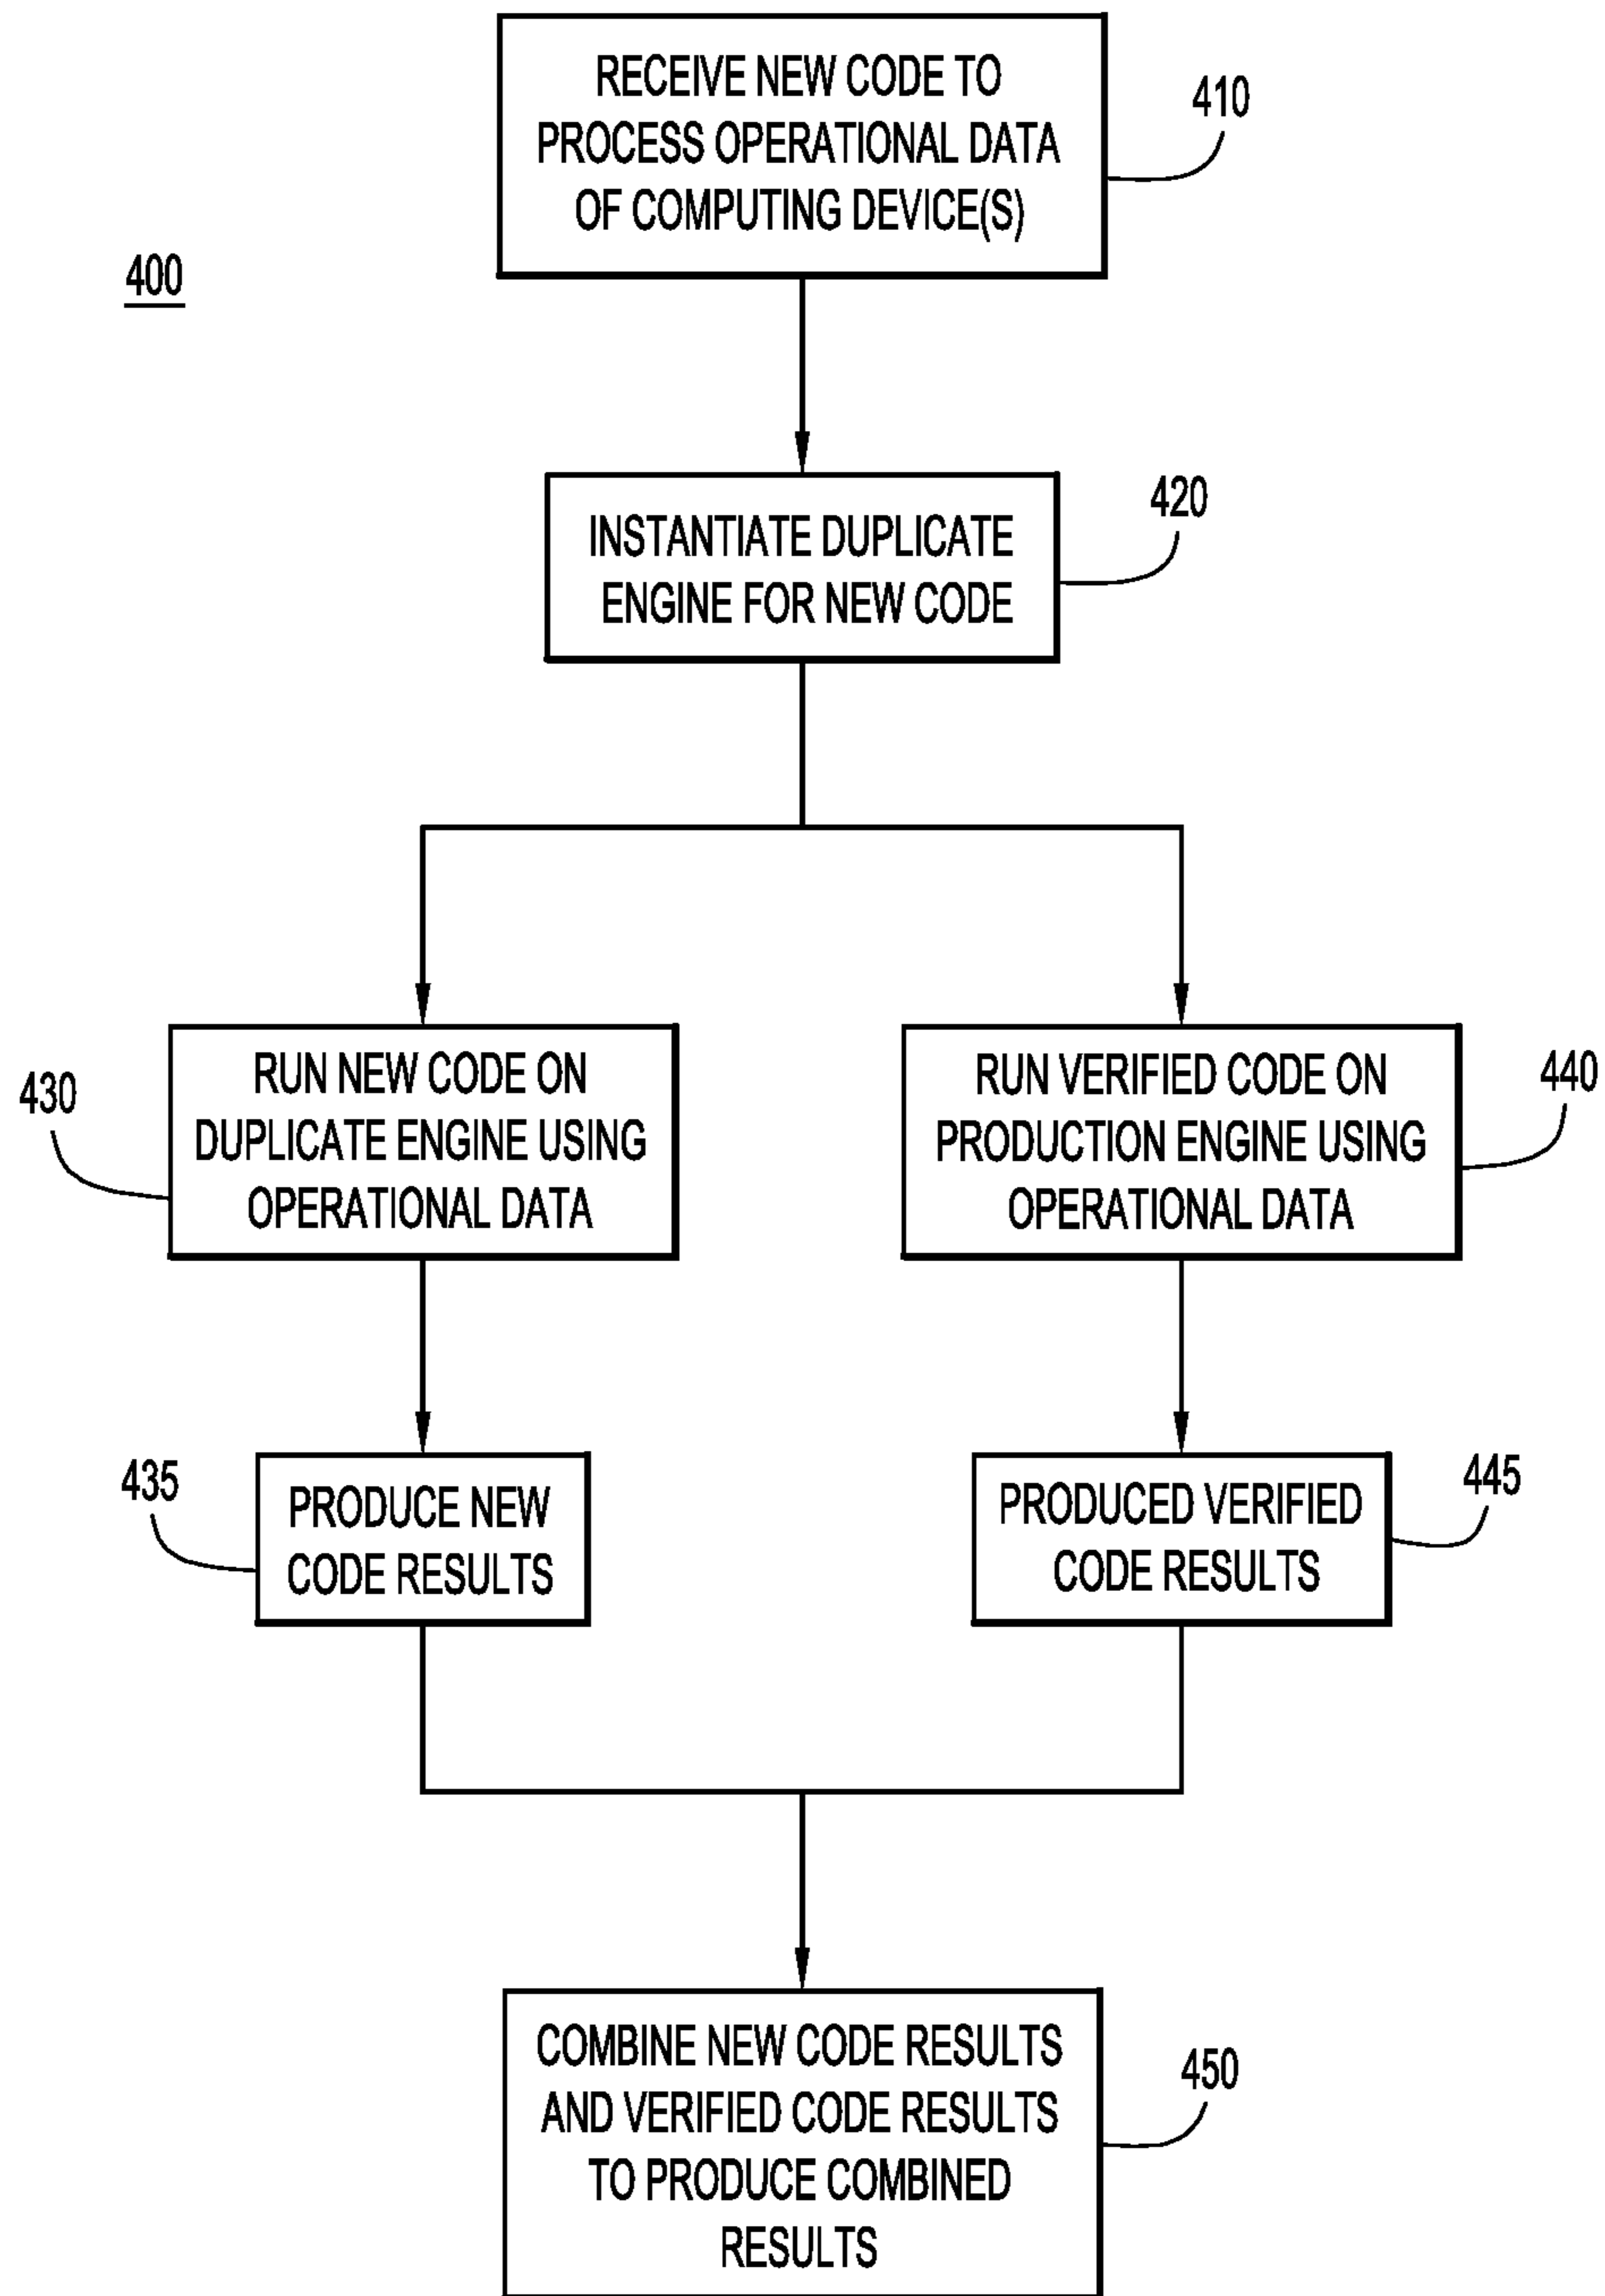 RECEIVE NEW CODE TO
PROCESS OPERATIONAL DATA
OF COMPUTING DEVICE(S)
410
400
INSTANTIATE DUPLICATE
ENGINE FOR NEW CODE
420
430
RUN NEW CODE ON
DUPLICATE ENGINE USING
OPERATIONAL DATA
RUN VERIFIED CODE ON
PRODUCTION ENGINE USING
OPERATIONAL DATA
440
435
PRODUCE NEW
CODE RESULTS
PRODUCED VERIFIED
CODE RESULTS
445
COMBINE NEW CODE RESULTS
AND VERIFIED CODE RESULTS
TO PRODUCE COMBINED
RESULTS
450